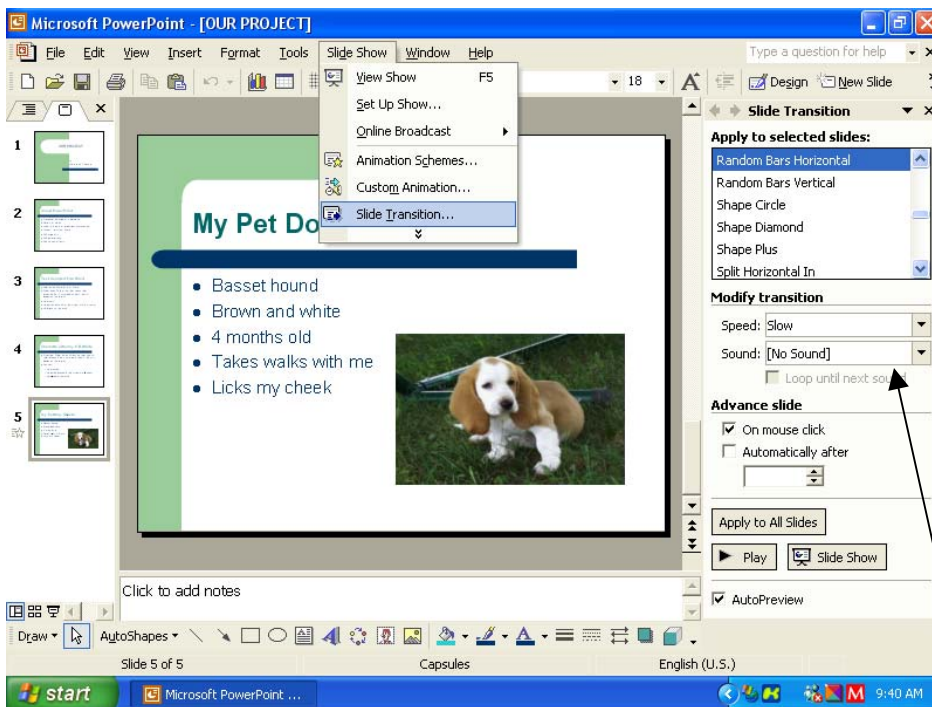 Microsoft PowerPoint - [OUR PROJECT]
File Edit View Insert Format Tools Slide Show Window Help Type a question for help
18 Design New Slide
View Show F5
Set Up Show...
Online Broadcast
Animation Schemes...
Custom Animation...
Slide Transition...
1
2
3
4
5
My Pet Do
Basset hound
Brown and white
4 months old
Takes walks with me
Licks my cheek
Slide Transition
Apply to selected slides:
Random Bars Horizontal
Random Bars Vertical
Shape Circle
Shape Diamond
Shape Plus
Split Horizontal In
Modify transition
Speed: Slow
Sound: [No Sound]
Loop until next sound
Advance slide
On mouse click
Automatically after
Apply to All Slides
Play Slide Show
AutoPreview
Click to add notes
Draw AutoShapes
Slide 5 of 5 Capsules English (U.S.)
start Microsoft PowerPoint ... 9:40 AM